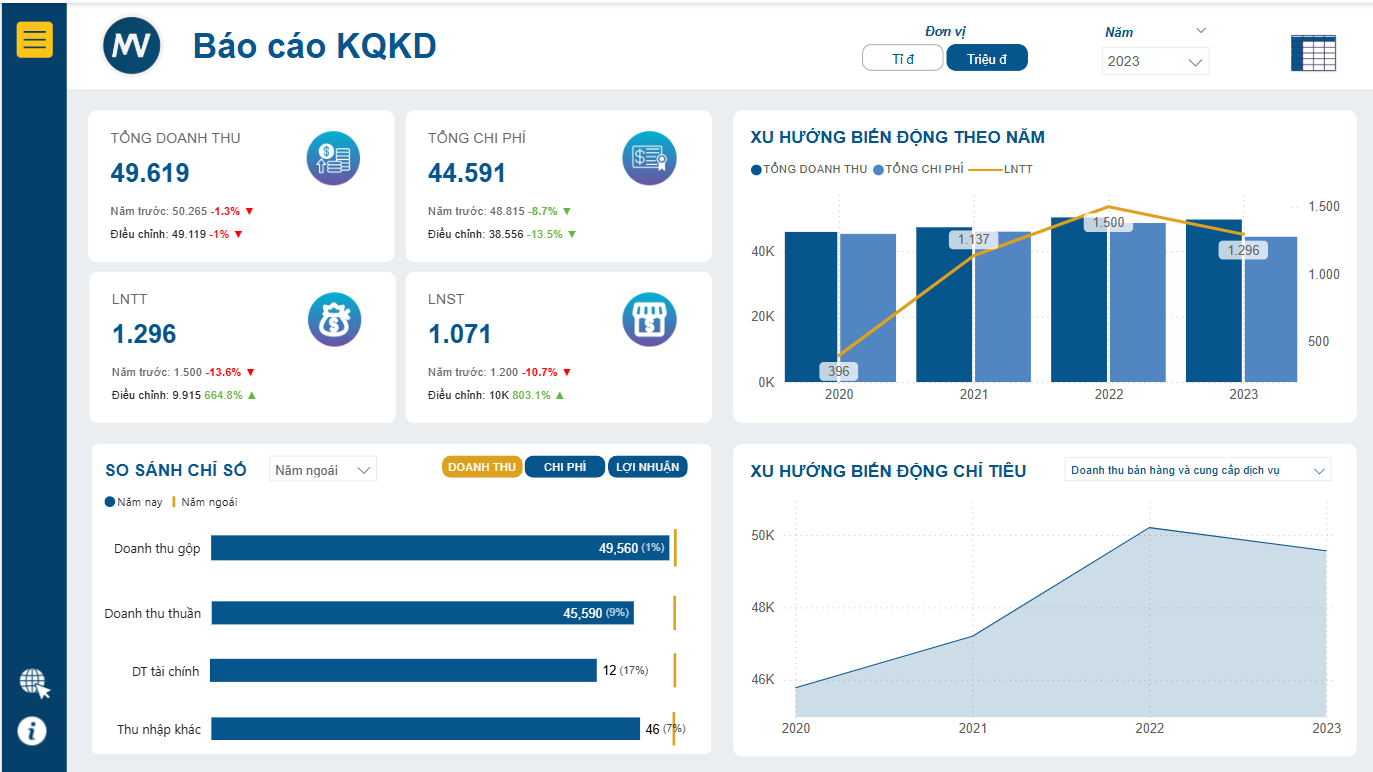 MV
Báo cáo KQKD
Đơn vị
Tỉ đ
Triệu đ
Năm
2023
TỔNG DOANH THU
49.619
Năm trước: 50.265 -1.3% ▼
Điều chỉnh: 49.119 -1% ▼
TỔNG CHI PHÍ
44.591
Năm trước: 48.815 -8.7% ▼
Điều chỉnh: 38.556 -13.5% ▼
LNTT
1.296
Năm trước: 1.500 -13.6% ▼
Điều chỉnh: 9.915 664.8% ▲
LNST
1.071
Năm trước: 1.200 -10.7% ▼
Điều chỉnh: 10K 803.1% ▲
XU HƯỚNG BIẾN ĐỘNG THEO NĂM
TỔNG DOANH THU TỔNG CHI PHÍ LNTT
1.500
1.000
500
40K
20K
0K
396
1.137
1.500
1.296
2020 2021 2022 2023
SO SÁNH CHỈ SỐ
Năm ngoái
DOANH THU
CHI PHÍ
LỢI NHUẬN
Năm nay Năm ngoái
Doanh thu gộp 49,560 (1%)
Doanh thu thuần 45,590 (9%)
DT tài chính 12 (17%)
Thu nhập khác 46 (7%)
XU HƯỚNG BIẾN ĐỘNG CHỈ TIÊU
Doanh thu bán hàng và cung cấp dịch vụ
50K
48K
46K
2020 2021 2022 2023